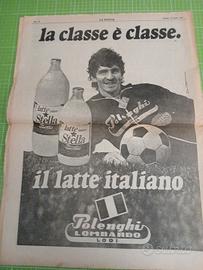 la classe è classe.
latte
Stella
latte
Stella
Polenghi
il latte italiano
Polenghi
LOMBARDO
LODI